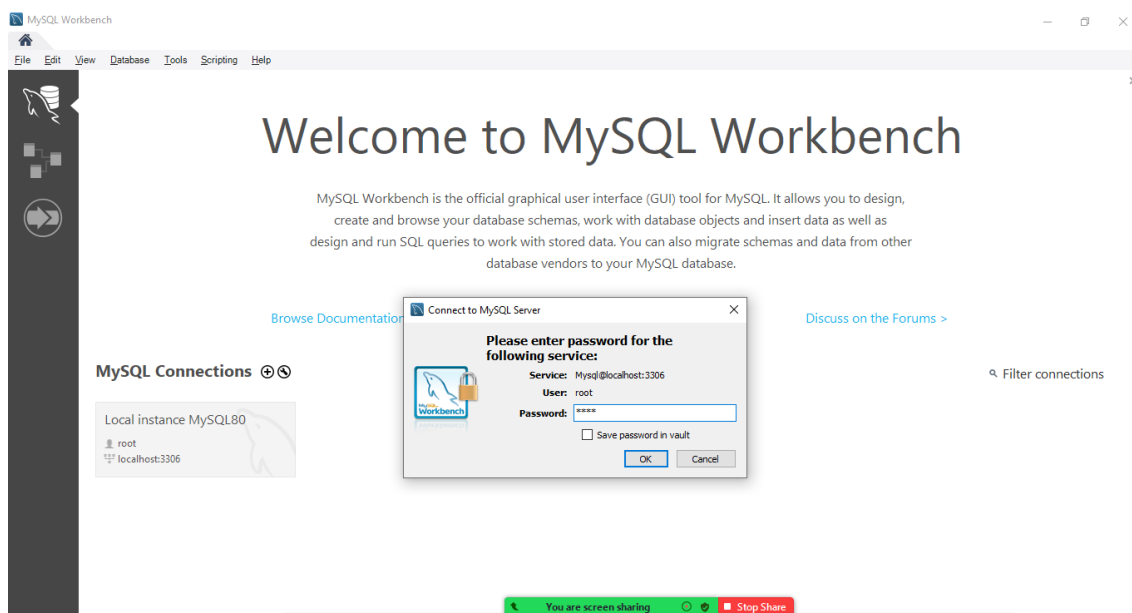 MySQL Workbench
File Edit View Database Tools Scripting Help
Welcome to MySQL Workbench
MySQL Workbench is the official graphical user interface (GUI) tool for MySQL. It allows you to design,
create and browse your database schemas, work with database objects and insert data as well as
design and run SQL queries to work with stored data. You can also migrate schemas and data from other
database vendors to your MySQL database.
Browse Documentation
Discuss on the Forums >
Connect to MySQL Server
Please enter password for the
following service:
Service: Mysql@localhost:3306
User: root
Password: ****
Save password in vault
OK Cancel
Workbench
MySQL Connections
Filter connections
Local instance MySQL80
root
localhost:3306
You are screen sharing
Stop Share